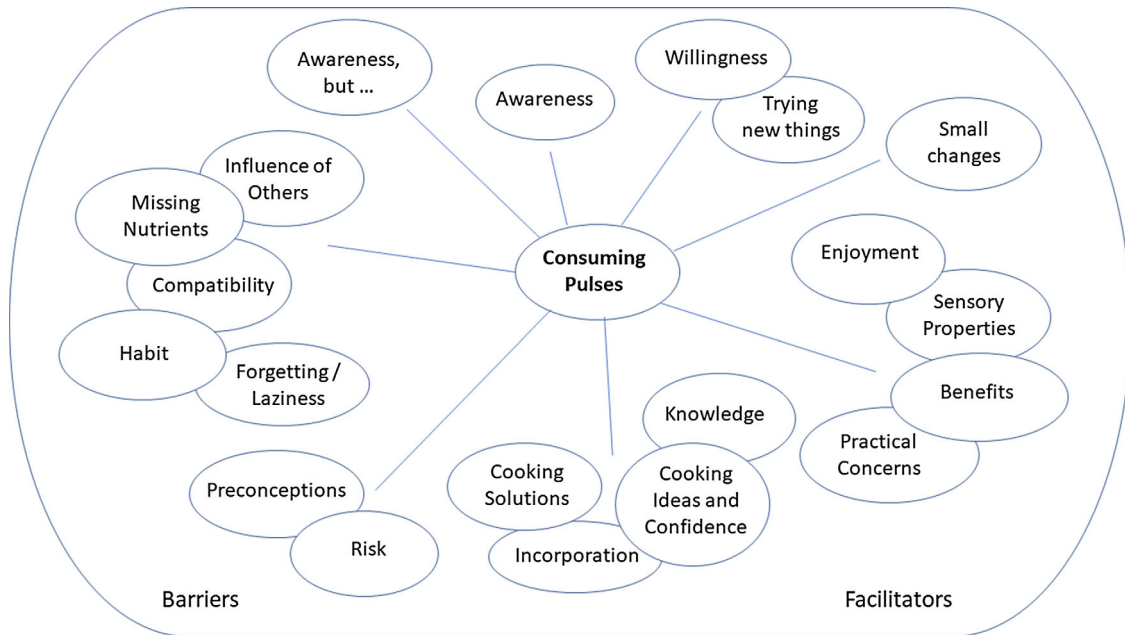 Awareness,
but ...
Awareness
Willingness
Trying
new things
Small
changes
Influence of
Others
Missing
Nutrients
Compatibility
Habit
Forgetting /
Laziness
Consuming
Pulses
Enjoyment
Sensory
Properties
Benefits
Practical
Concerns
Knowledge
Cooking
Ideas and
Confidence
Cooking
Solutions
Incorporation
Preconceptions
Risk
Barriers
Facilitators